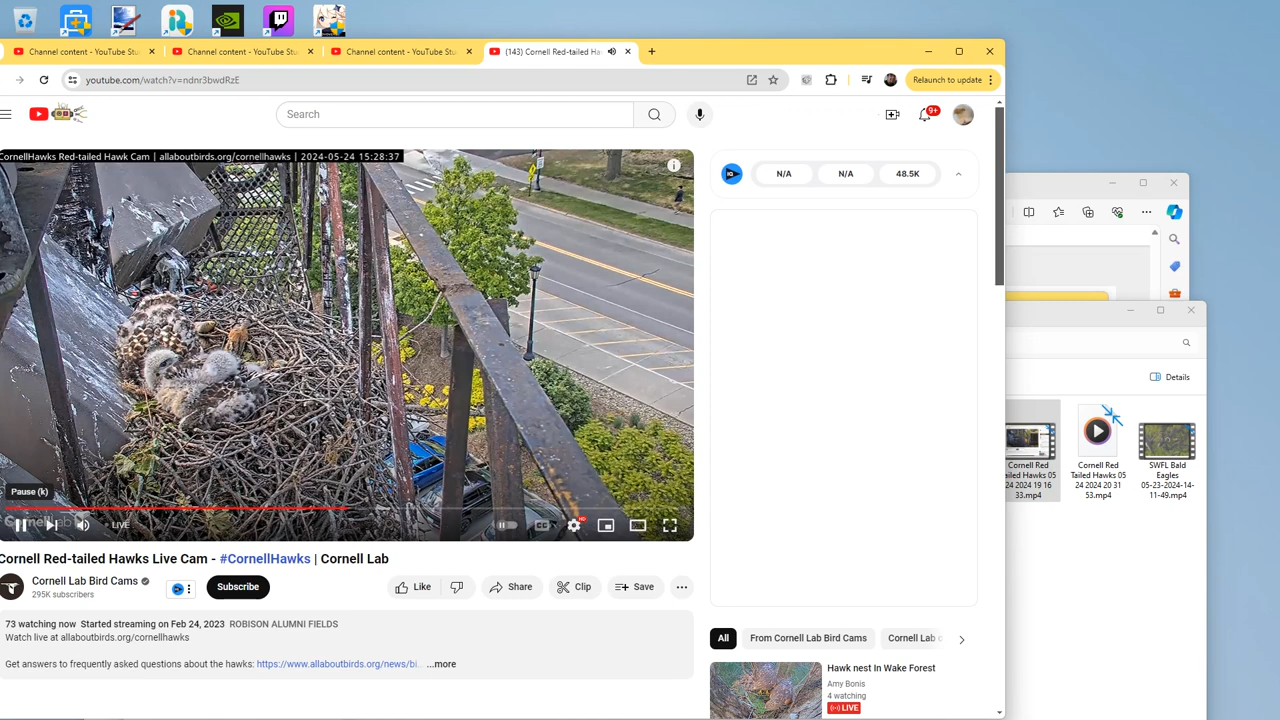 Channel content - YouTube Stu
Channel content - YouTube Stu
Channel content - YouTube Stu
(143) Cornell Red-tailed Ha
youtube.com/watch?v=ndnr3bwdRzE
Relaunch to update
Search
9+
CornellHawks Red-tailed Hawk Cam | allaboutbirds.org/cornellhawks | 2024-05-24 15:28:37
N/A
N/A
48.5K
Pause (k)
CornellLab
LIVE
CC
HD
Cornell Red-tailed Hawks Live Cam - #CornellHawks | Cornell Lab
Cornell Lab Bird Cams
295K subscribers
Subscribe
Like
Share
Clip
Save
73 watching now Started streaming on Feb 24, 2023 ROBISON ALUMNI FIELDS
Watch live at allaboutbirds.org/cornellhawks
Get answers to frequently asked questions about the hawks: https://www.allaboutbirds.org/news/bi... ...more
All
From Cornell Lab Bird Cams
Cornell Lab o
Hawk nest In Wake Forest
Amy Bonis
4 watching
LIVE
Details
Cornell Red
Tailed Hawks 05
24 2024 19 16
33.mp4
Cornell Red
Tailed Hawks 05
24 2024 20 31
53.mp4
SWFL Bald
Eagles
05-23-2024-14-
11-49.mp4